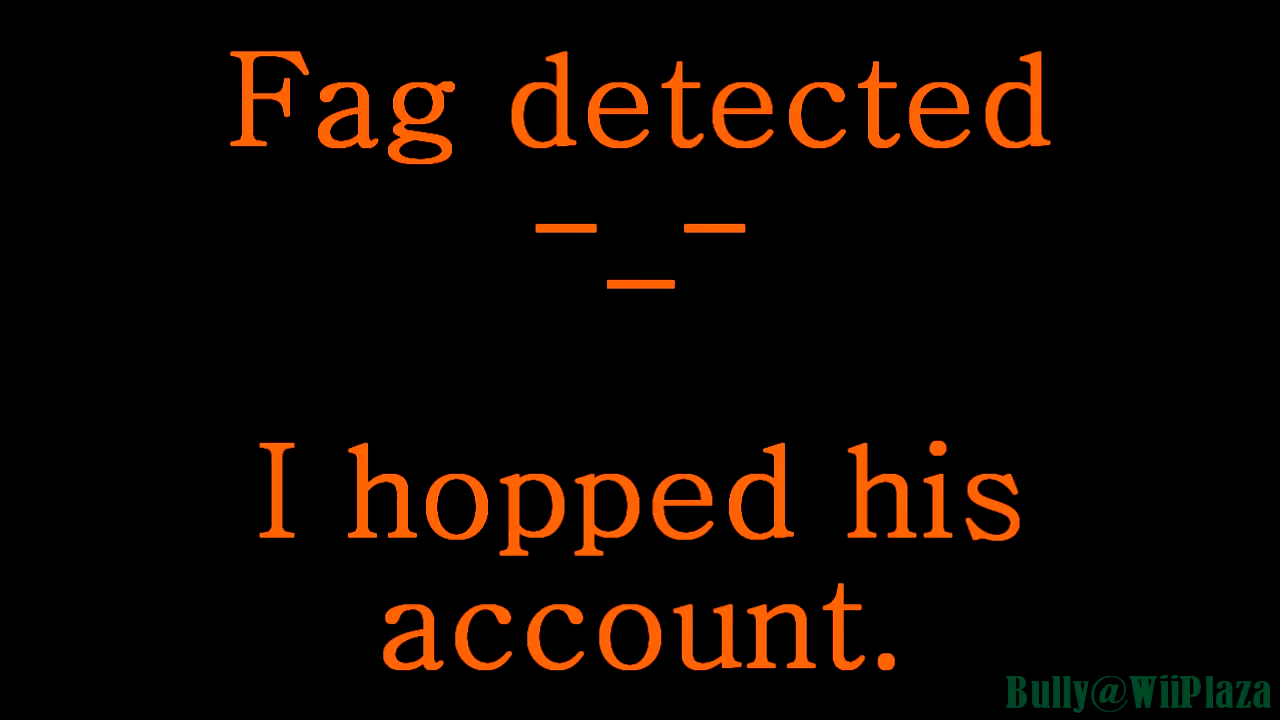 Fag detected
-_-
I hopped his
account.
Bully@WiiPlaza